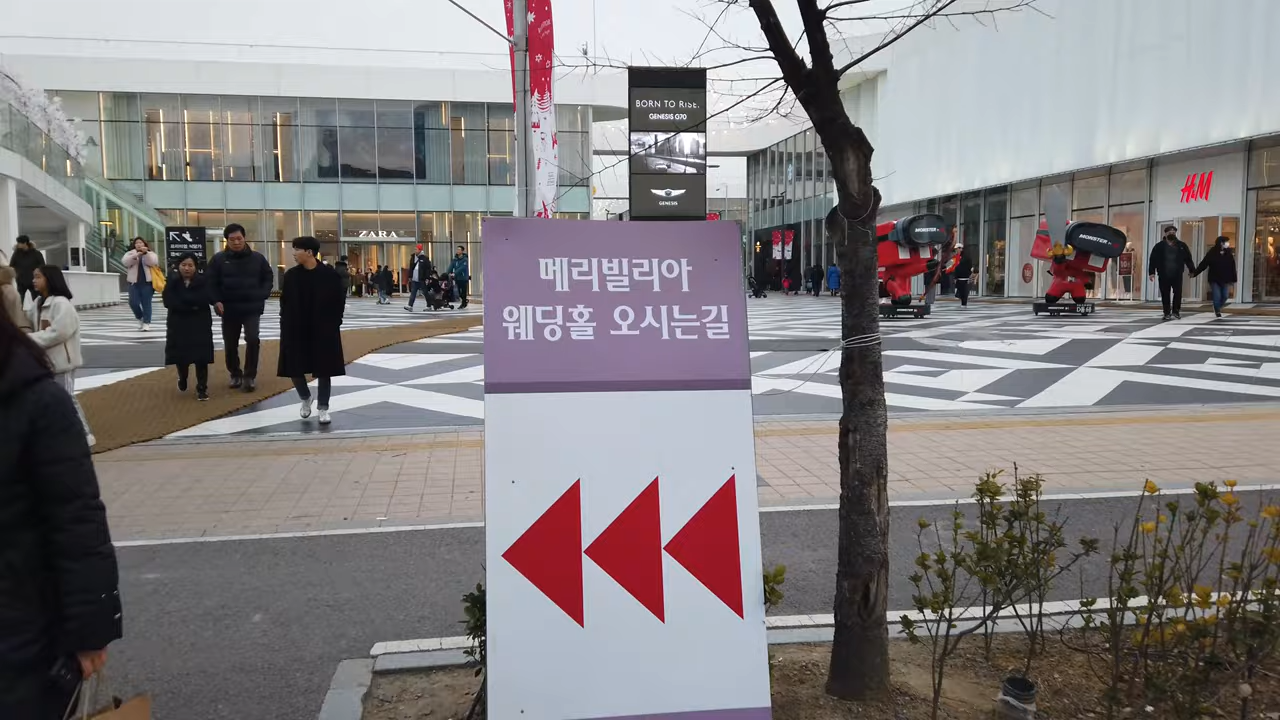 BORN TO RISE.
GENESIS G70
GENESIS
ZARA
H&M
MONSTER
MONSTER
메리빌리아
웨딩홀 오시는길